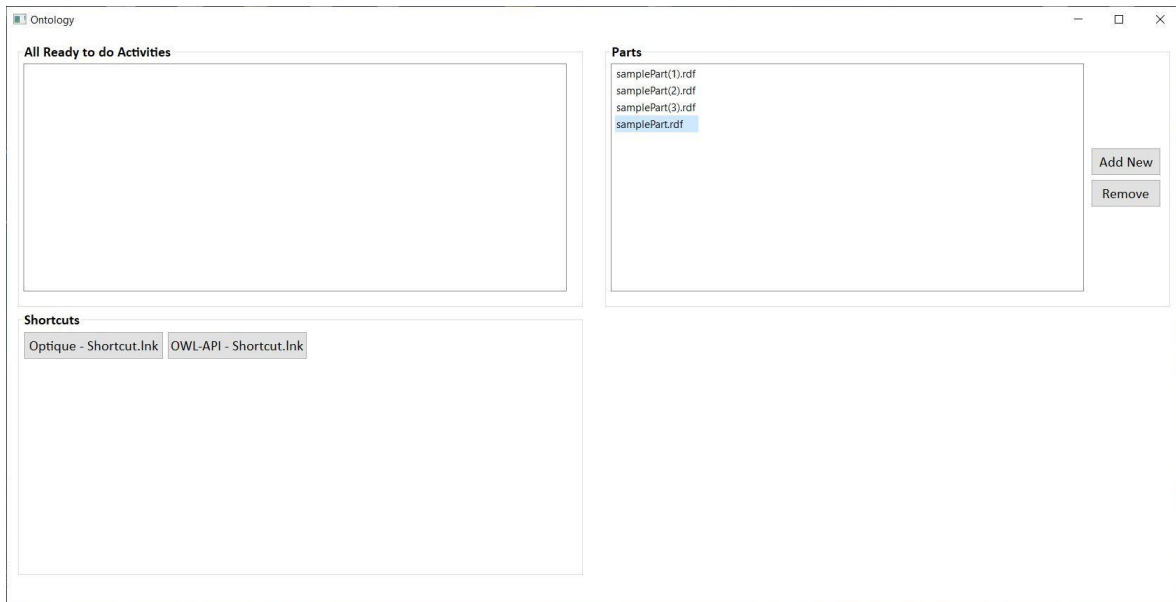 Ontology
All Ready to do Activities
Parts
samplePart(1).rdf
samplePart(2).rdf
samplePart(3).rdf
samplePart.rdf
Add New
Remove
Shortcuts
Optique - Shortcut.lnk
OWL-API - Shortcut.lnk